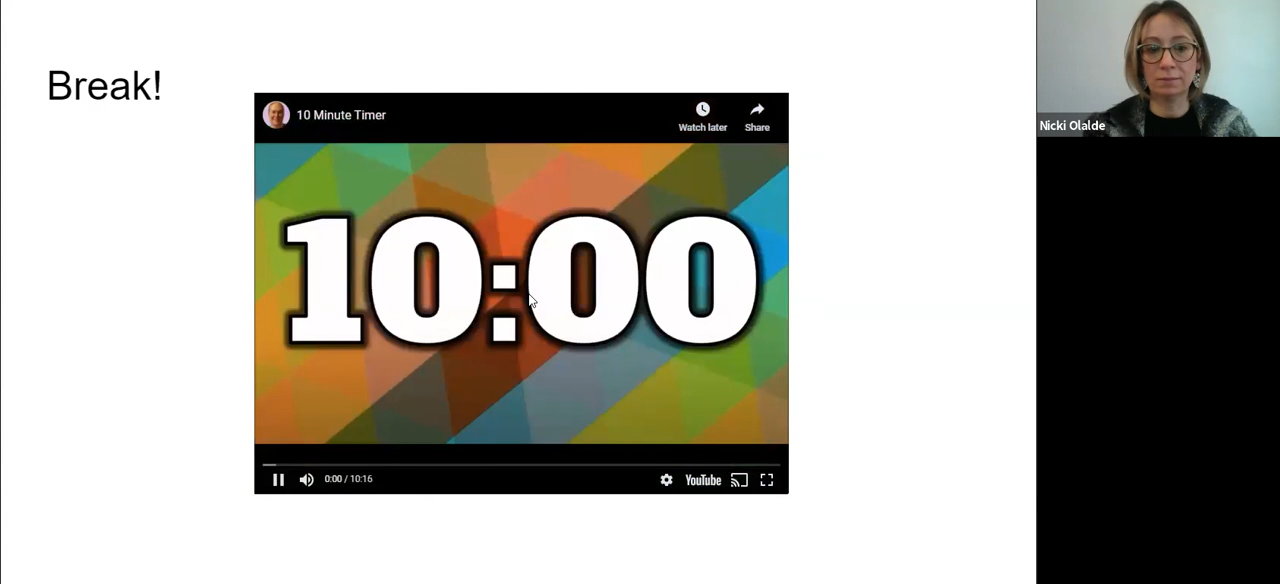 Break!
10 Minute Timer
Watch later
Share
10:00
0:00 / 10:16
YouTube
Nicki Olalde